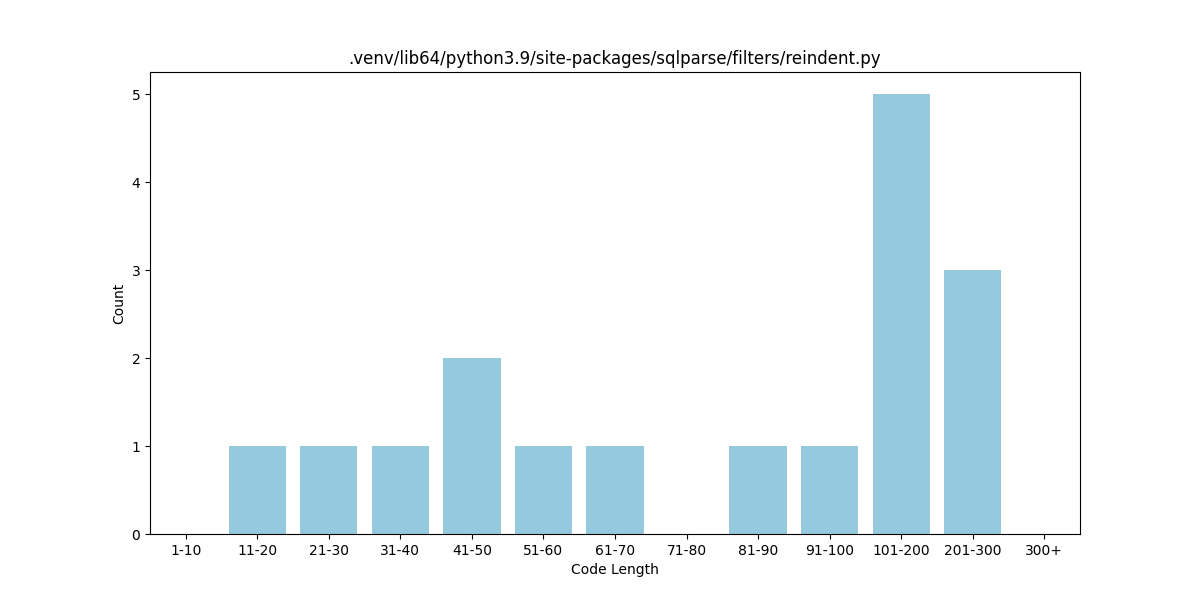 .venv/lib64/python3.9/site-packages/sqlparse/filters/reindent.py
5
4
3
2
1
0
Count
1-10 11-20 21-30 31-40 41-50 51-60 61-70 71-80 81-90 91-100 101-200 201-300 300+
Code Length